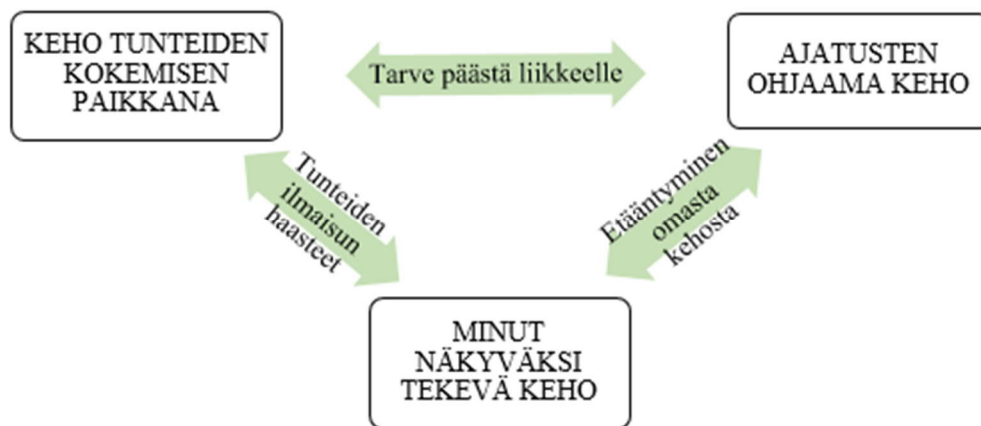 KEHO TUNTEIDEN
KOKEMISEN
PAIKKANA
Tarve päästä liikkeelle
AJATUSTEN
OHJAAMA KEHO
Tunteiden
ilmaisun
haasteet
Etääntyminen
omasta
kehosta
MINUT
NÄKYVÄKSI
TEKEVÄ KEHO